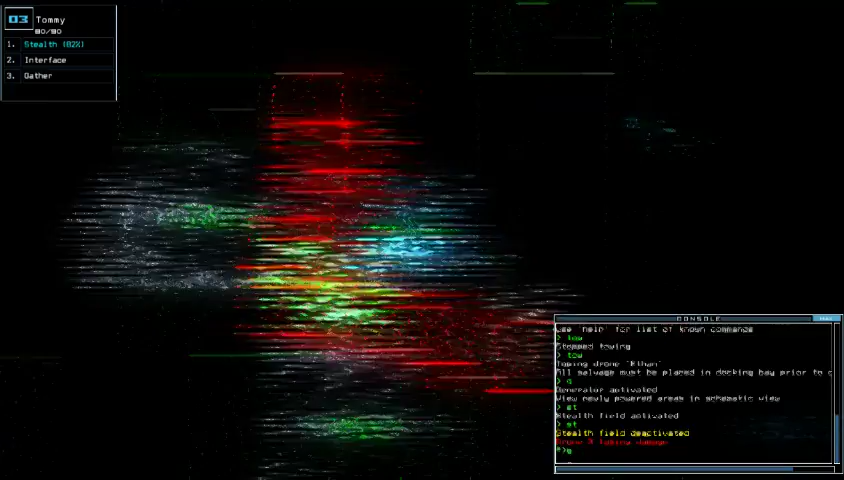 03 Tommy
80/80
1. Stealth (82%)
2. Interface
3. Gather
CONSOLE
Use 'help' for list of known commands
> tow
Stopped towing
> tow
Towing drone
All salvage must be placed in docking bay prior to
Generator activated
View newly powered areas in schematic view
> st
Stealth field activated
> st
Stealth field deactivated
Drone 3 taking damage